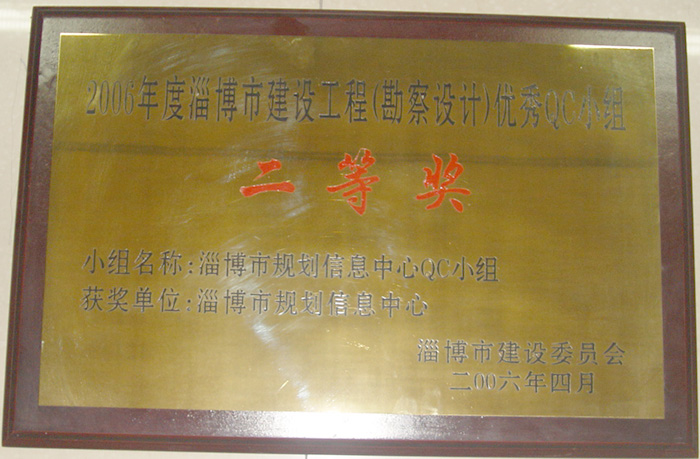 2006年度淄博市建设工程(勘察设计)优秀QC小组
二等奖
小组名称:淄博市规划信息中心QC小组
获奖单位:淄博市规划信息中心
淄博市建设委员会
二00六年四月